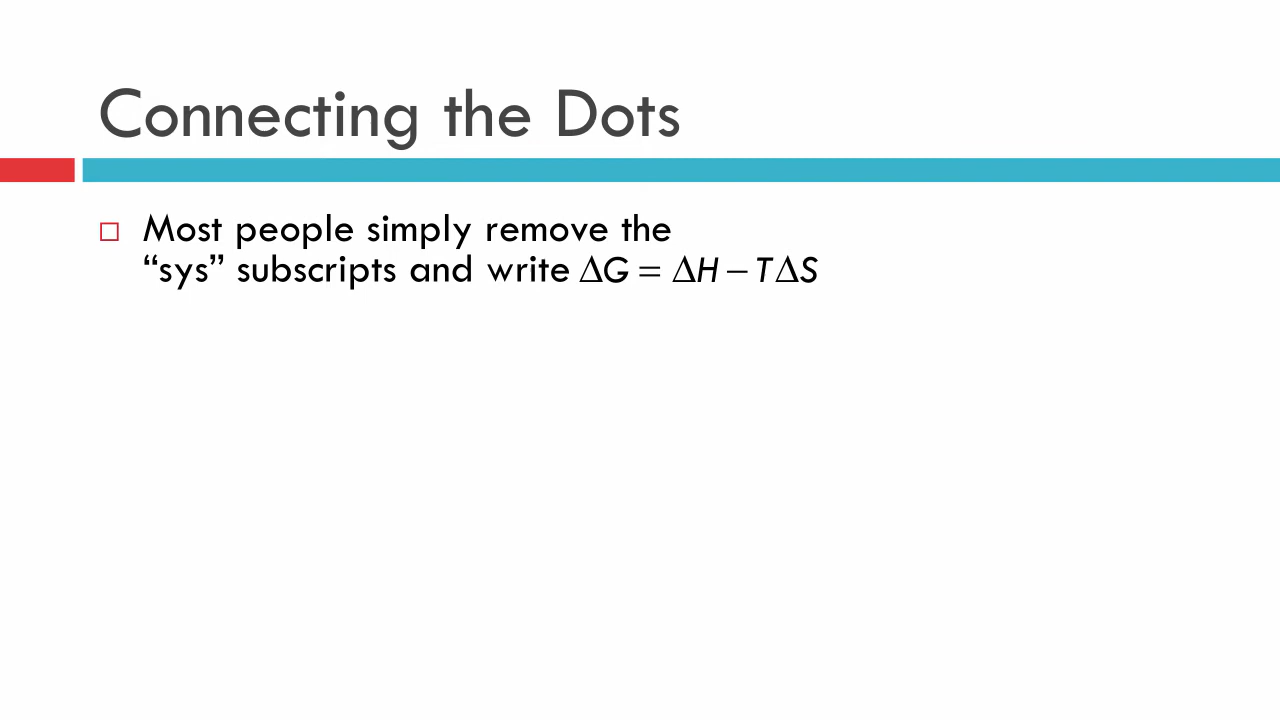 Connecting the Dots
Most people simply remove the
“sys” subscripts and write ΔG = ΔH – TΔS